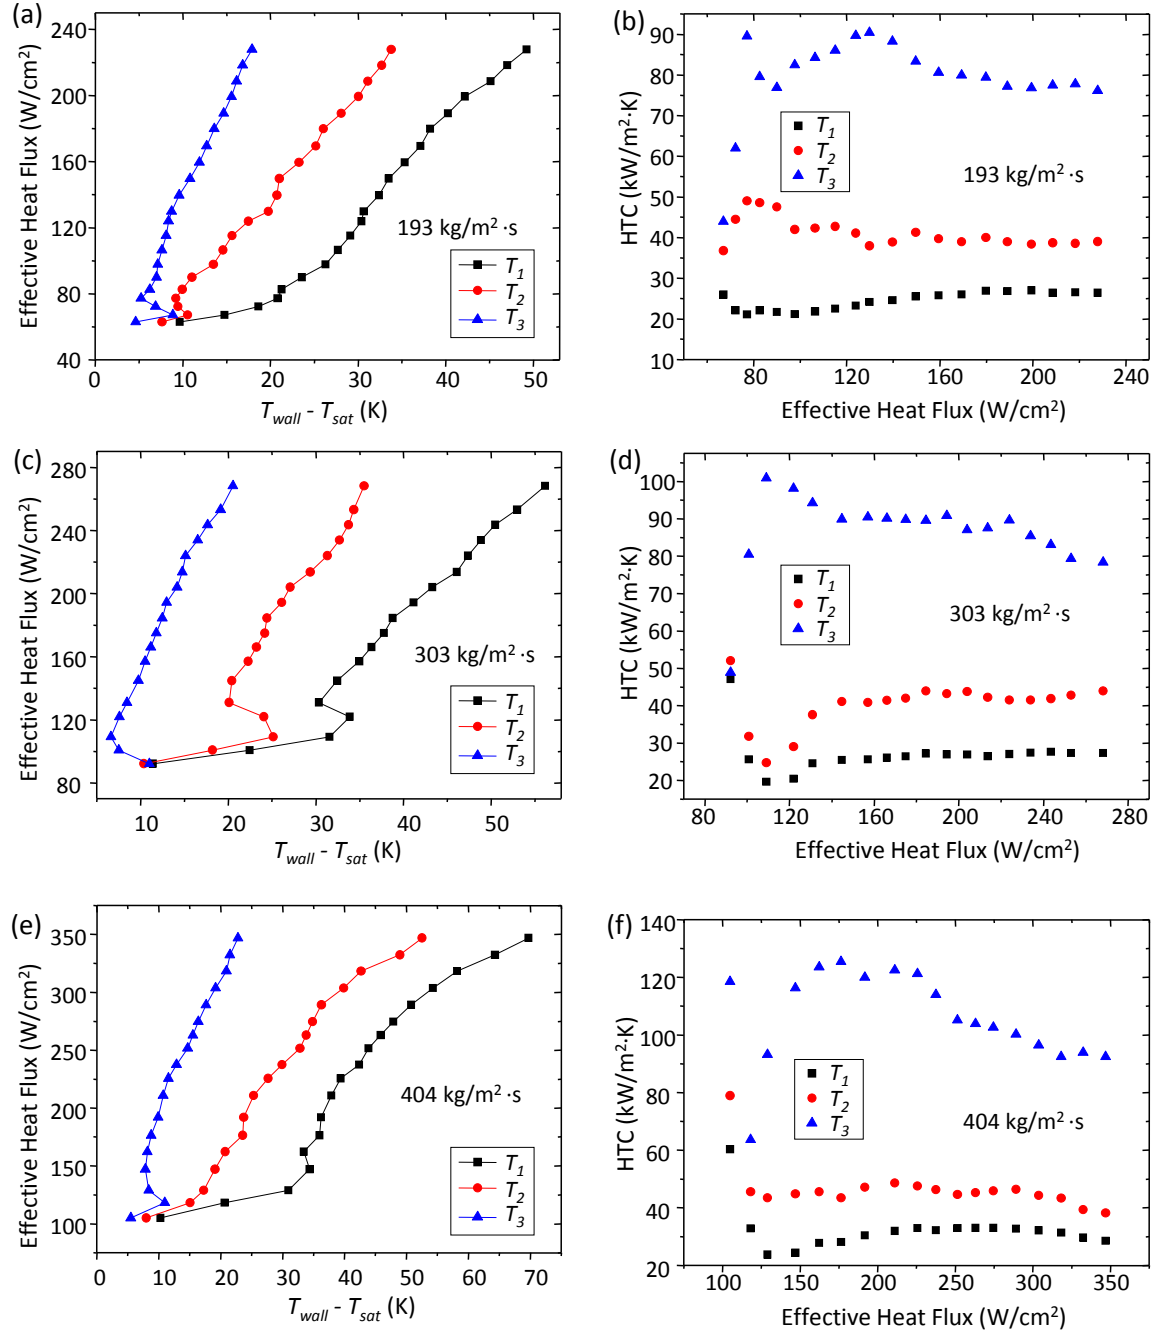 (a)
Effective Heat Flux (W/cm²)
240
200
160
120
80
40
0 10 20 30 40 50
T_wall - T_sat (K)
193 kg/m²·s
T₁
T₂
T₃
(b)
HTC (kW/m²·K)
90
80
70
60
50
40
30
20
10
80 120 160 200 240
Effective Heat Flux (W/cm²)
T₁
T₂
T₃
193 kg/m²·s
(c)
Effective Heat Flux (W/cm²)
280
240
200
160
120
80
10 20 30 40 50
T_wall - T_sat (K)
303 kg/m²·s
T₁
T₂
T₃
(d)
HTC (kW/m²·K)
100
90
80
70
60
50
40
30
20
80 120 160 200 240 280
Effective Heat Flux (W/cm²)
T₁
T₂
T₃
303 kg/m²·s
(e)
Effective Heat Flux (W/cm²)
350
300
250
200
150
100
0 10 20 30 40 50 60 70
T_wall - T_sat (K)
404 kg/m²·s
T₁
T₂
T₃
(f)
HTC (kW/m²·K)
140
120
100
80
60
40
20
100 150 200 250 300 350
Effective Heat Flux (W/cm²)
T₁
T₂
T₃
404 kg/m²·s